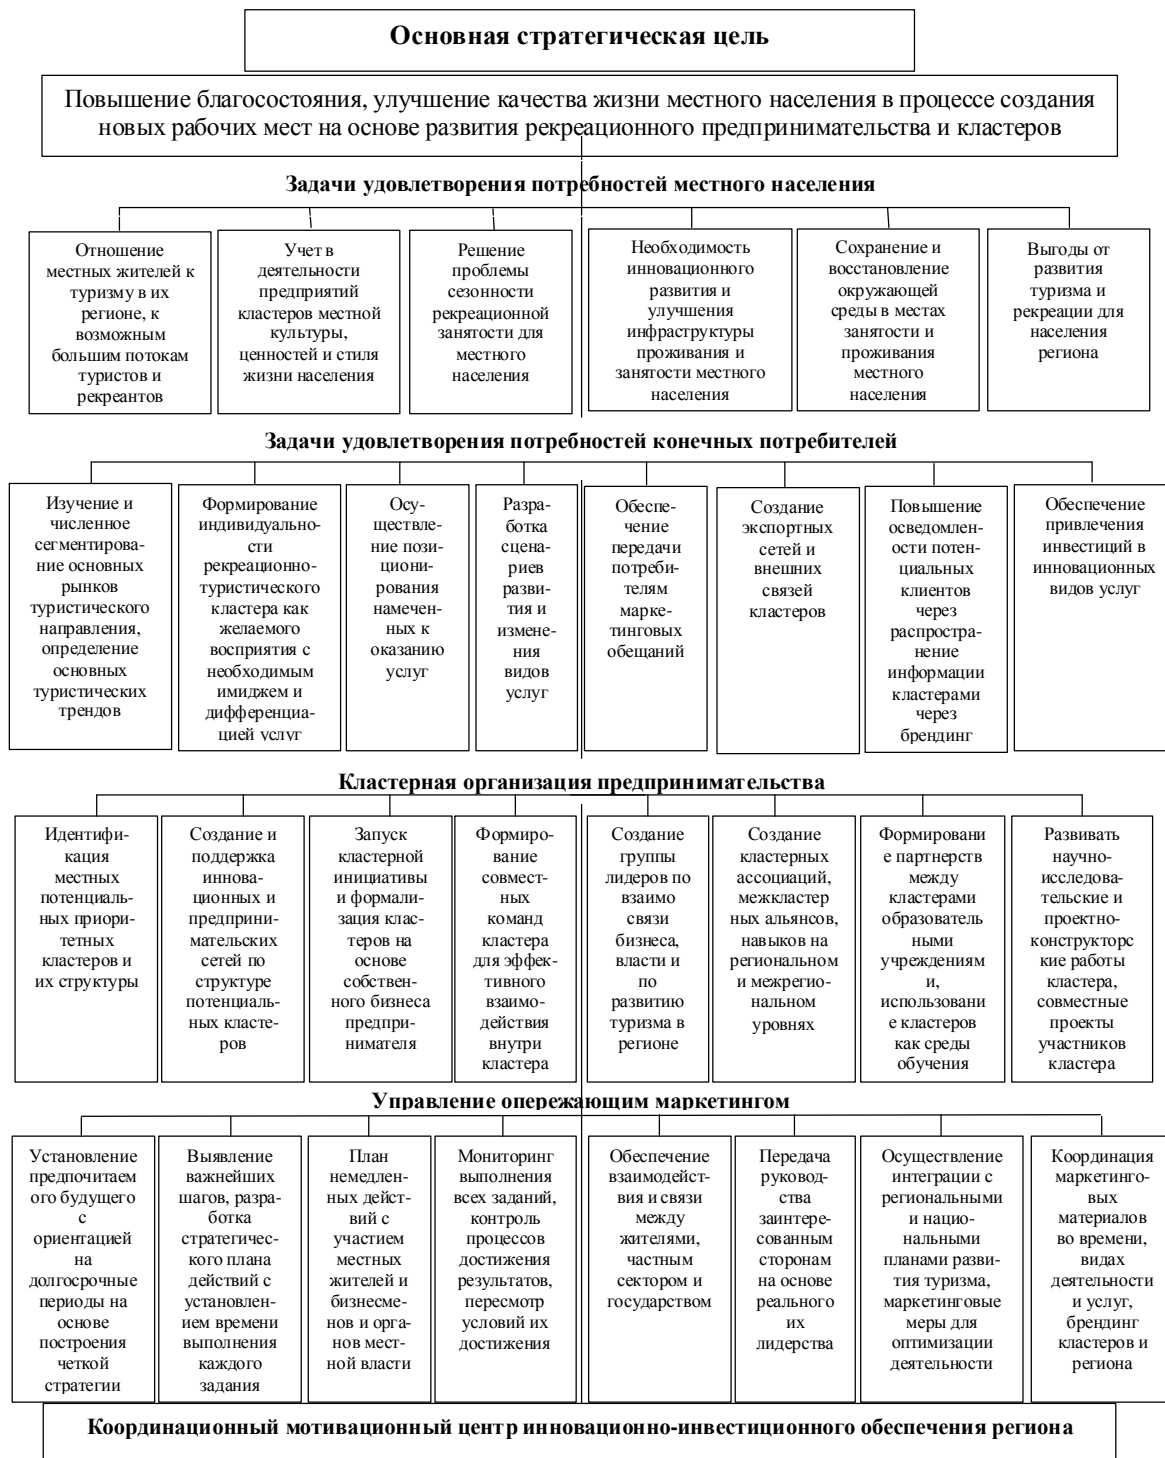 Основная стратегическая цель
Повышение благосостояния, улучшение качества жизни местного населения в процессе создания
новых рабочих мест на основе развития рекреационного предпринимательства и кластеров
Задачи удовлетворения потребностей местного населения
Отношение
местных жителей к
туризму в их
регионе, к
возможным
большим потокам
туристов и
рекреантов
Учет в
деятельности
предприятий
кластеров местной
культуры,
ценностей и стиля
жизни населения
Решение
проблемы
сезонности
рекреационной
занятости для
местного
населения
Необходимость
инновационного
развития и
улучшения
инфраструктуры
проживания и
занятости местного
населения
Сохранение и
восстановление
окружающей
среды в местах
занятости и
проживания
местного
населения
Выгоды от
развития
туризма и
рекреации для
населения
региона
Задачи удовлетворения потребностей конечных потребителей
Изучение и
численное
сегментирова-
ние основных
рынков
туристического
направления,
определение
основных
туристических
трендов
Формирование
индивидуально-
сти
рекреационно-
туристического
кластера как
желаемого
восприятия с
необходимым
имиджем и
дифференциа-
цией услуг
Осу-
ществле-
ние пози-
циониро-
вания
намечен-
ных к
оказанию
услуг
Разра-
ботка
сцена-
риев
разви-
тия и
измене-
ния
видов
услуг
Обеспе-
чение
передачи
потреби-
телям
марке-
тинговых
обещаний
Создание
экспортных
сетей и
внешних
связей
кластеров
Повышение
осведомлен-
ности потен-
циальных
клиентов
через
распростра-
нение
информации
кластерами
через
брендинг
Обеспечение
привлечения
инвестиций в
инновационных
видов услуг
Кластерная организация предпринимательства
Идентифи-
кация
местных
потенциаль-
ных приори-
тетных
кластеров и
их структуры
Создание и
поддержка
иннова-
ционных и
предприни-
мательских
сетей по
структуре
потенциаль-
ных класте-
ров
Запуск
кластерной
инициативы
и формали-
зация клас-
теров на
основе
собствен-
ного бизнеса
предпри-
нимателя
Формиро-
вание
совмест-
ных
команд
кластера
для эффек-
тивного
взаимо-
действия
внутри
кластера
Создание
группы
лидеров по
взаимо
связи
бизнеса,
власти и
по
развитию
туризма в
регионе
Создание
кластерных
ассоциаций,
межкластер
ных альянсов,
навыков на
региональном
и межрегио-
нальном
уровнях
Формировани
е партнерств
между
кластерами
образователь
ными
учреждениям
и,
использовани
е кластеров
как среды
обучения
Развивать
научно-
исследова-
тельские и
проектно-
конструкторс
кие работы
кластера,
совместные
проекты
участников
кластера
Управление опережающим маркетингом
Установление
предпочитаем
ого будущего
с
ориентацией
на
долгосрочные
периоды на
основе
построения
четкой
стратегии
Выявление
важнейших
шагов, разра-
ботка
стратегичес-
кого плана
действий с
установлен-
ием времени
выполнения
каждого
задания
План
немедлен-
ных дейст-
вий с
участием
местных
жителей и
бизнесме-
нов и орга-
нов мест-
ной власти
Мониторинг
выполнения
всех заданий,
контроль
процессов
достижения
результатов,
пересмотр
условий их
достижения
Обеспечение
взаимодейст-
вия и связи
между
жителями,
частным
сектором и
государством
Передача
руковод-
ства
заинтере-
сованным
сторонам
на основе
реального
их
лидерства
Осуществление
интеграции с
региональными
и нацио-
нальными
планами разви-
тия туризма,
маркетинговые
меры для
оптимизации
деятельности
Координация
маркетинго-
вых
материалов
во времени,
видах
деятельности
и услуг,
брендинг
кластеров и
региона
Координационный мотивационный центр инновационно-инвестиционного обеспечения региона